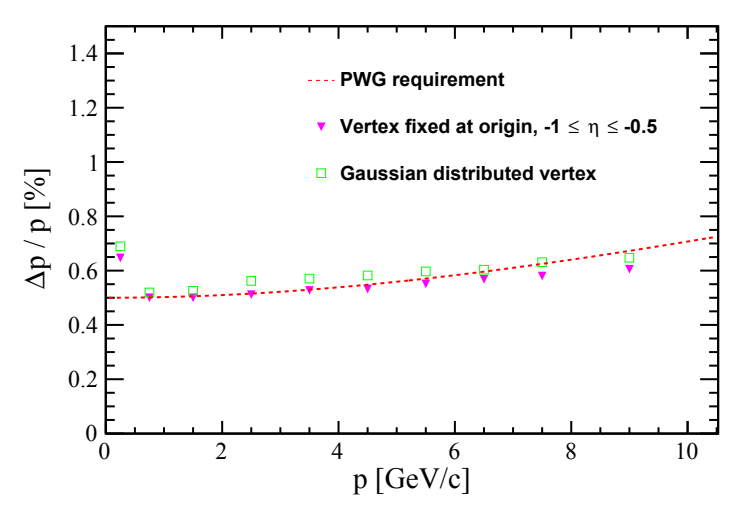 1.4
PWG requirement
1.2
Vertex fixed at origin, -1 ≤ η ≤ -0.5
1
Gaussian distributed vertex
0.8
0.6
0.4
0.2
0
Δp / p [%]
0 2 4 6 8 10
p [GeV/c]